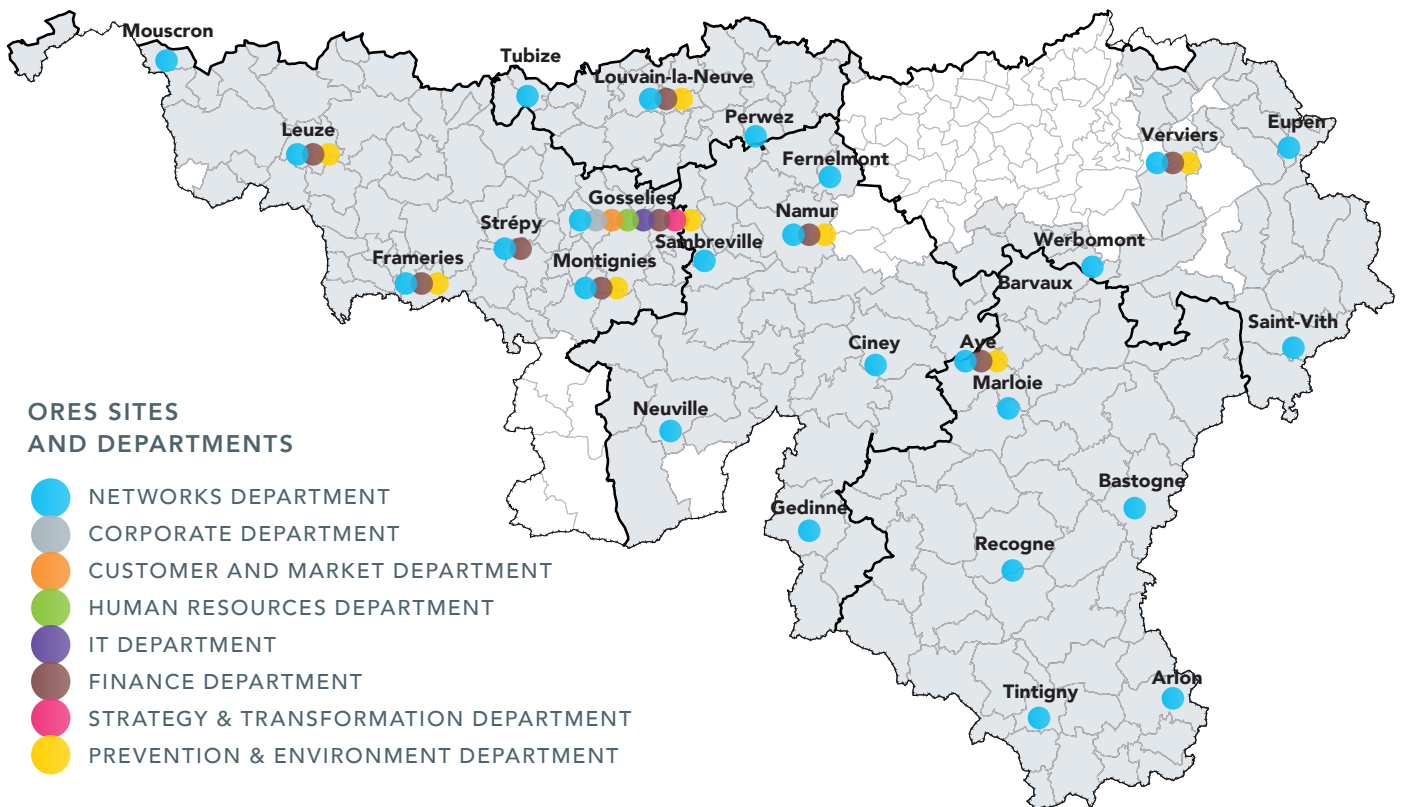 Mouscron
Tubize
Louvain-la-Neuve
Perwez
Leuze
Verviers
Eupen
Fernelmont
Gosselies
Namur
Strépy
Sambreville
Werbomont
Frameries
Montignies
Barvaux
Saint-Vith
Ciney
Aye
Marloie
Neuville
Bastogne
Gedinne
Recogne
Tintigny
Arlon
ORES SITES
AND DEPARTMENTS
NETWORKS DEPARTMENT
CORPORATE DEPARTMENT
CUSTOMER AND MARKET DEPARTMENT
HUMAN RESOURCES DEPARTMENT
IT DEPARTMENT
FINANCE DEPARTMENT
STRATEGY & TRANSFORMATION DEPARTMENT
PREVENTION & ENVIRONMENT DEPARTMENT